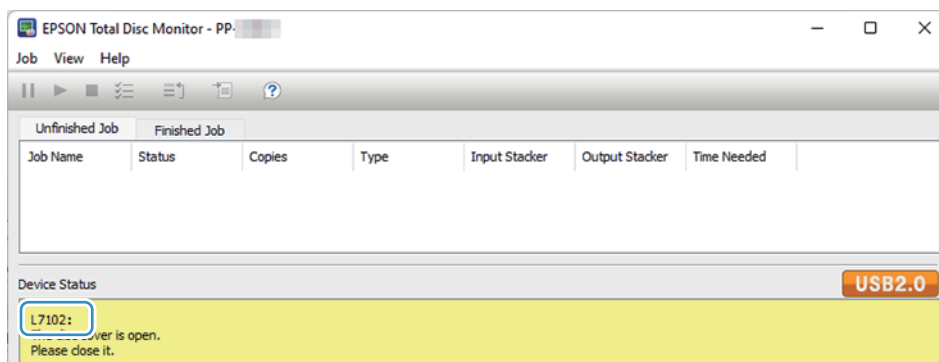 EPSON Total Disc Monitor - PP-
Job View Help
Unfinished Job Finished Job
Job Name Status Copies Type Input Stacker Output Stacker Time Needed
Device Status USB2.0
L7102:
cover is open.
Please close it.